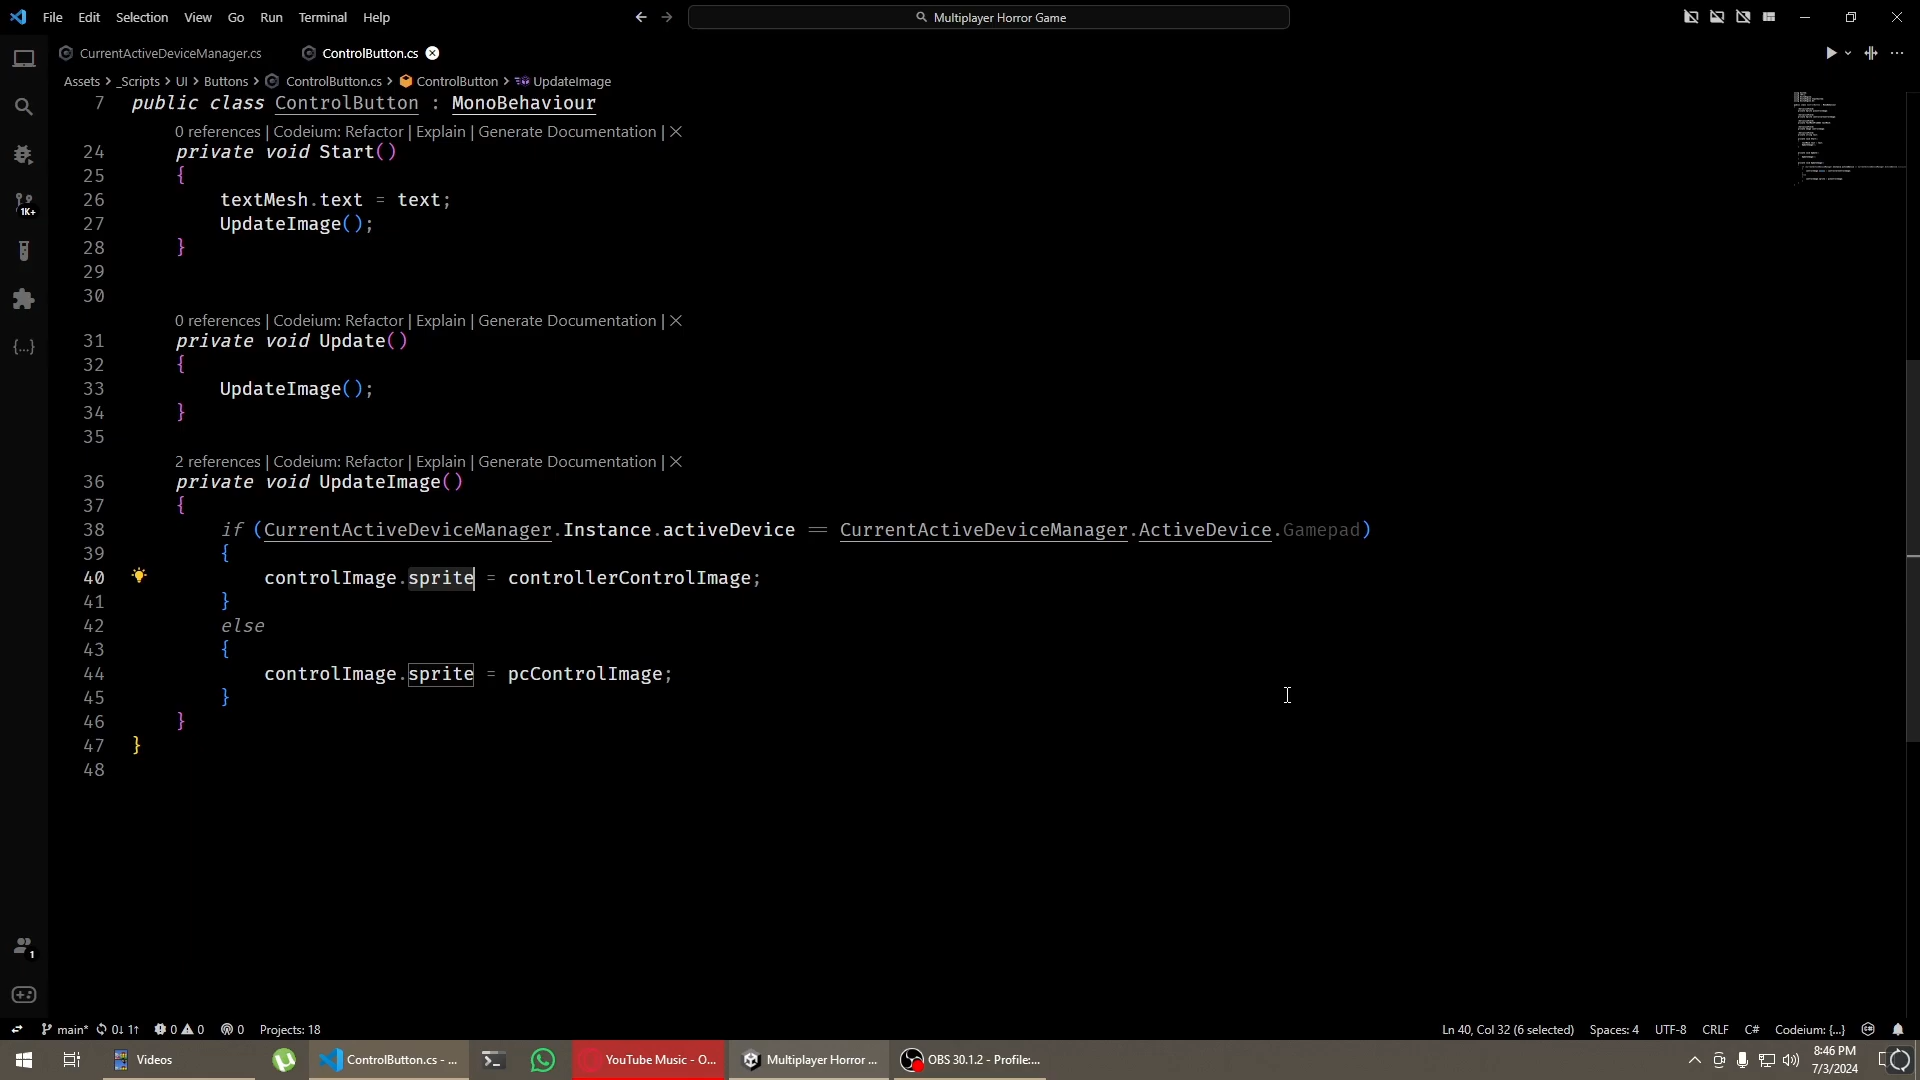 File Edit Selection View Go Run Terminal Help
Multiplayer Horror Game
CurrentActiveDeviceManager.cs
ControlButton.cs
Assets > _Scripts > UI > Buttons > ControlButton.cs > ControlButton > UpdateImage
7 public class ControlButton : MonoBehaviour
0 references | Codeium: Refactor | Explain | Generate Documentation | ×
24 private void Start()
25 {
26 textMesh.text = text;
27 UpdateImage();
28 }
29
30
0 references | Codeium: Refactor | Explain | Generate Documentation | ×
31 private void Update()
32 {
33 UpdateImage();
34 }
35
2 references | Codeium: Refactor | Explain | Generate Documentation | ×
36 private void UpdateImage()
37 {
38 if (CurrentActiveDeviceManager.Instance.activeDevice == CurrentActiveDeviceManager.ActiveDevice.Gamepad)
39 {
40 controlImage.sprite = controllerControlImage;
41 }
42 else
43 {
44 controlImage.sprite = pcControlImage;
45 }
46 }
47 }
48
1K+
1
main* 0↓ 1↑ 0 0 0 Projects: 18
Ln 40, Col 32 (6 selected) Spaces: 4 UTF-8 CRLF C# Codeium: {...}
Videos
ControlButton.cs - ...
YouTube Music - O...
Multiplayer Horror ...
OBS 30.1.2 - Profile:...
8:46 PM
7/3/2024